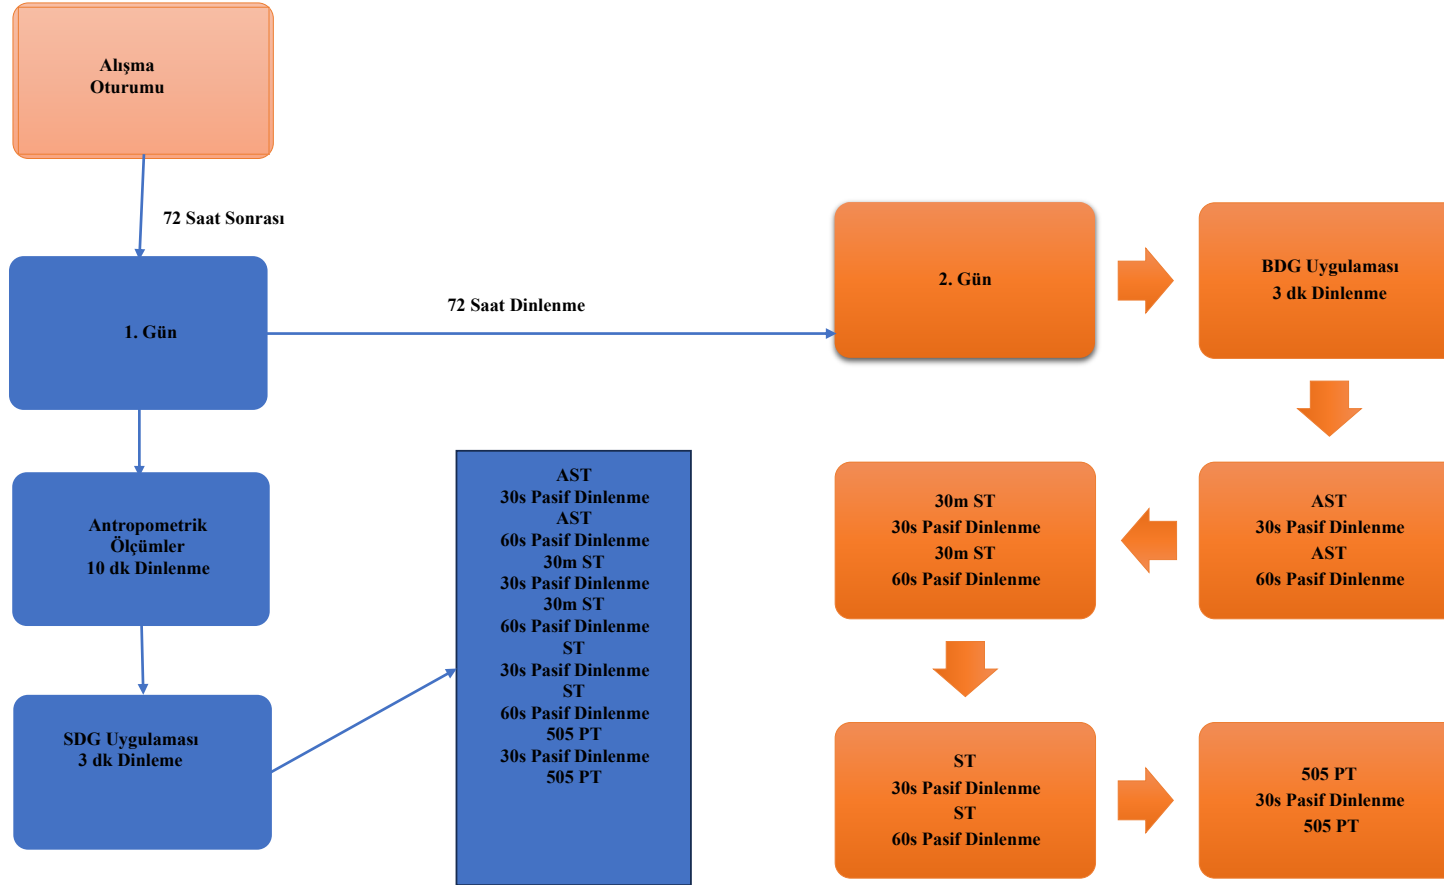 Alışma
Oturumu
72 Saat Sonrası
1. Gün
72 Saat Dinlenme
Antropometrik
Ölçümler
10 dk Dinlenme
SDG Uygulaması
3 dk Dinleme
AST
30s Pasif Dinlenme
AST
60s Pasif Dinlenme
30m ST
30s Pasif Dinlenme
30m ST
60s Pasif Dinlenme
ST
30s Pasif Dinlenme
ST
60s Pasif Dinlenme
505 PT
30s Pasif Dinlenme
505 PT
2. Gün
BDG Uygulaması
3 dk Dinlenme
AST
30s Pasif Dinlenme
AST
60s Pasif Dinlenme
30m ST
30s Pasif Dinlenme
30m ST
60s Pasif Dinlenme
ST
30s Pasif Dinlenme
ST
60s Pasif Dinlenme
505 PT
30s Pasif Dinlenme
505 PT